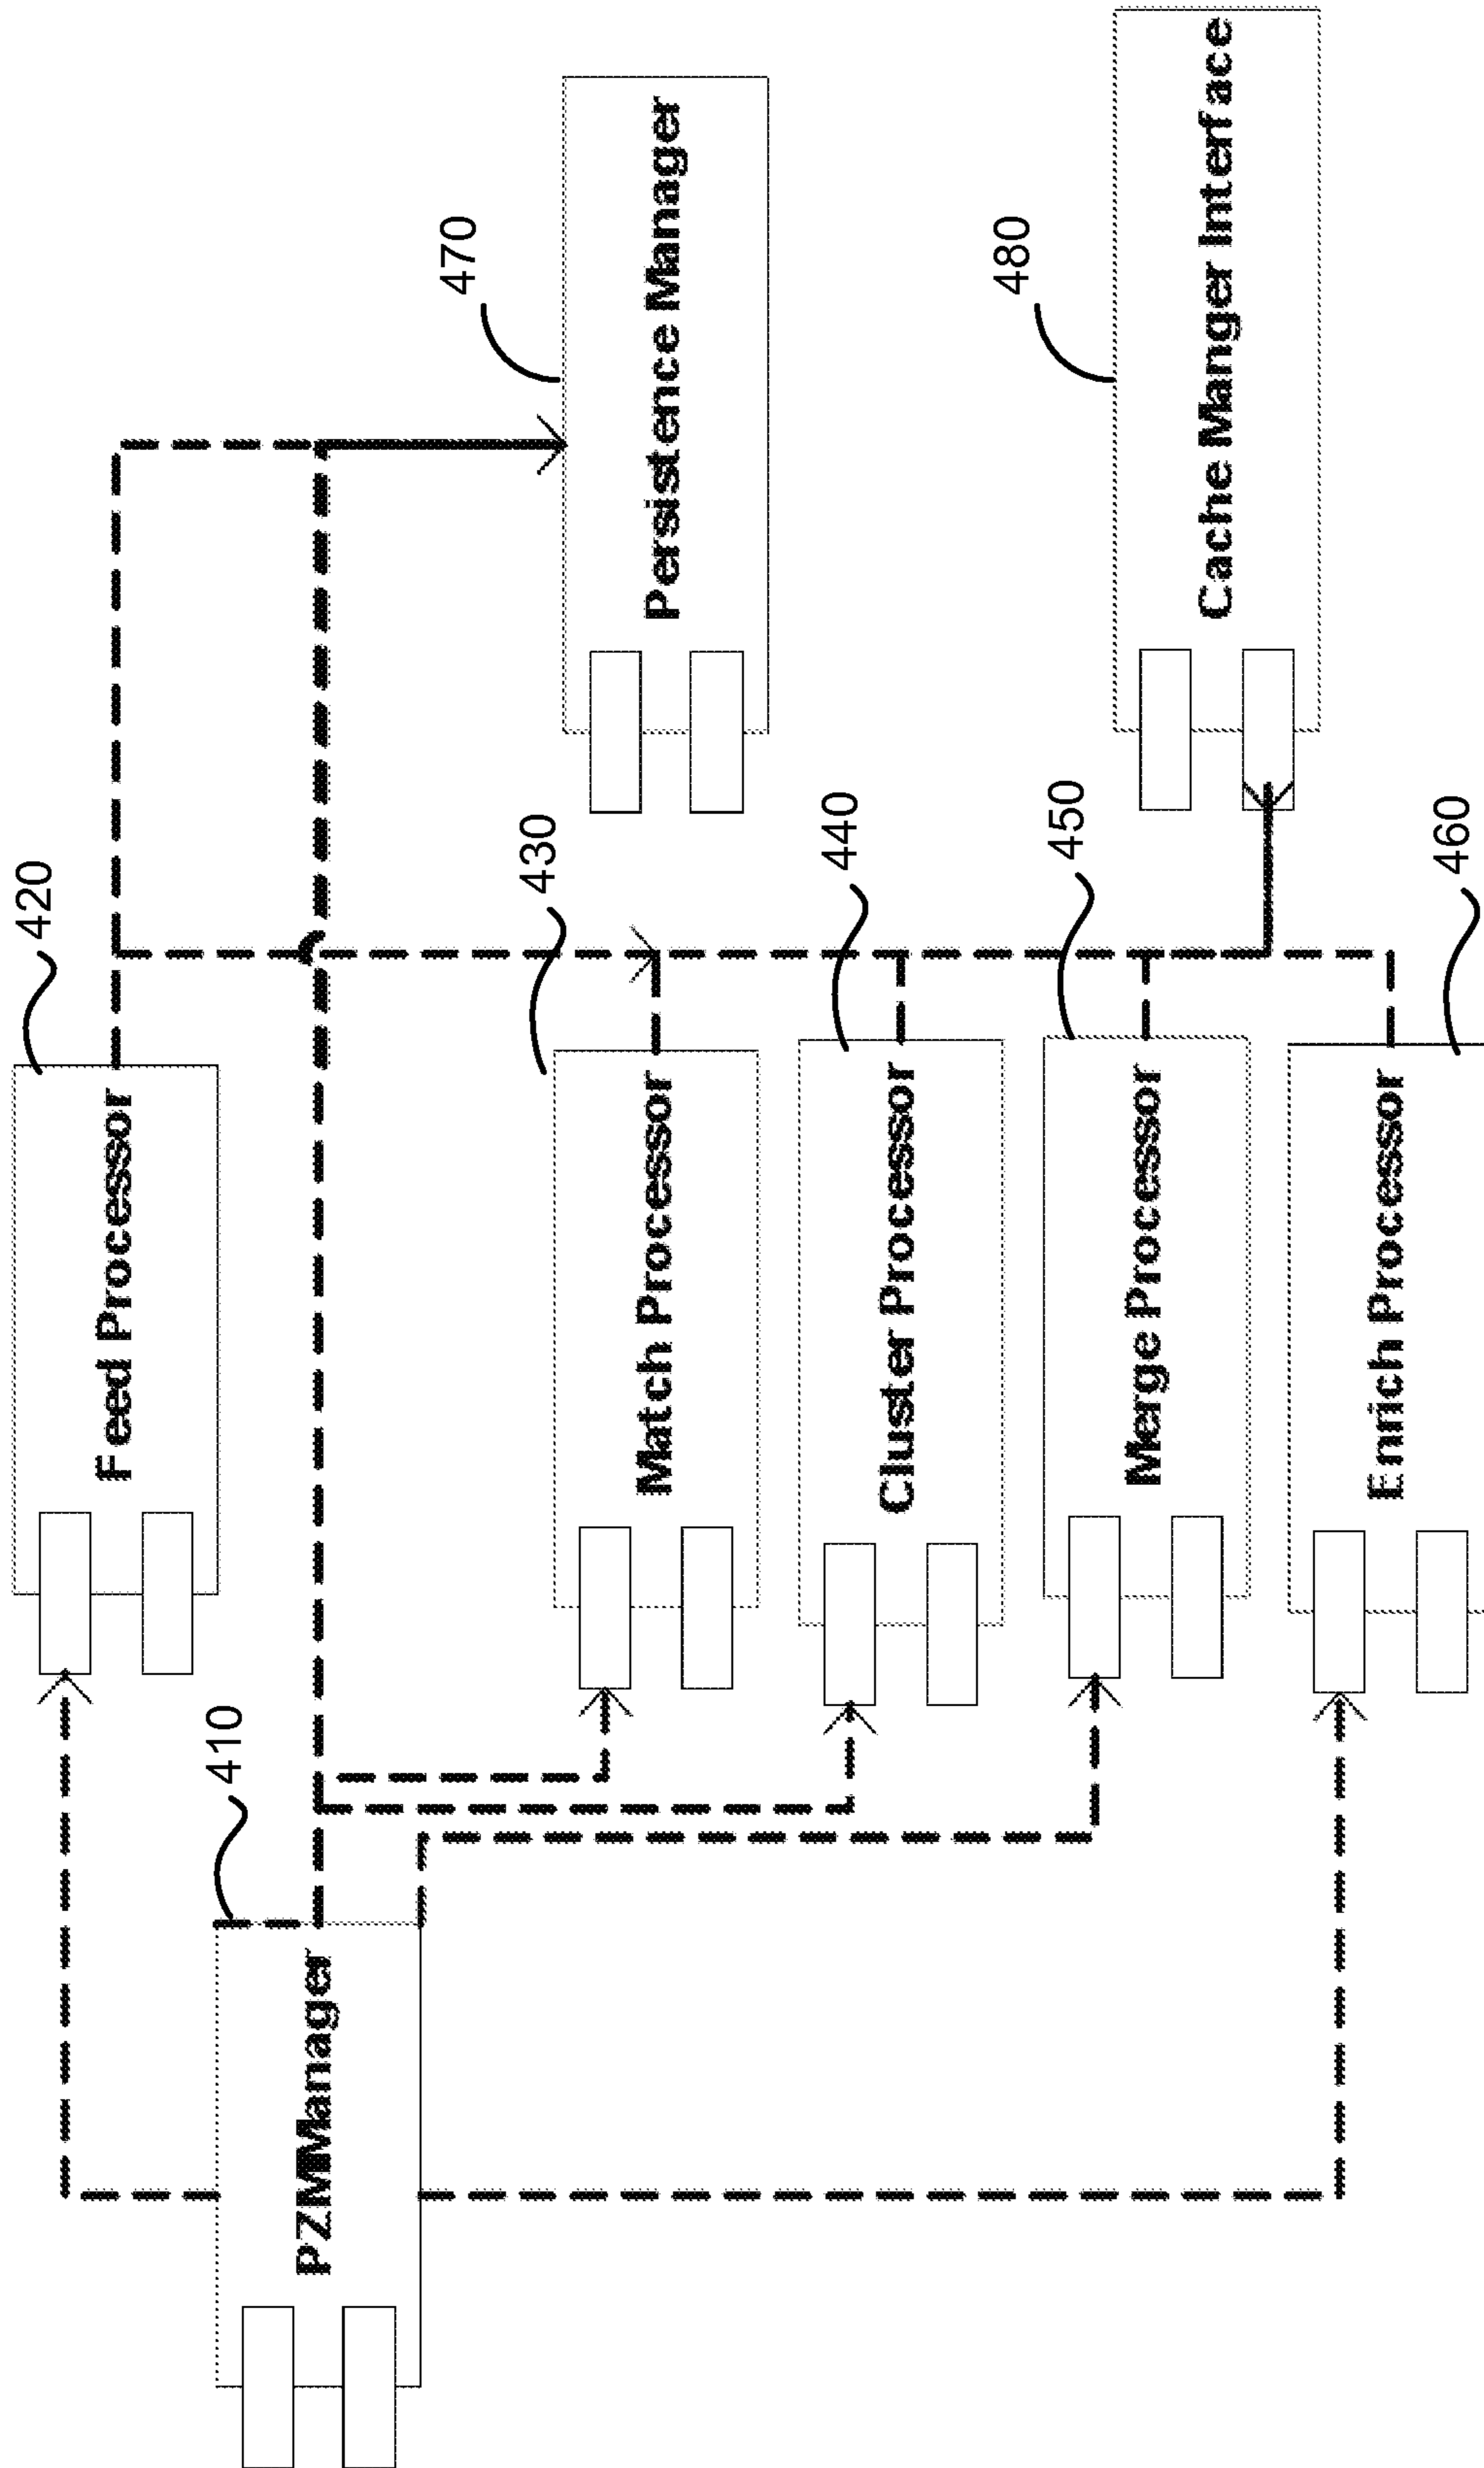 420
Feed Processor
410
PZMManager
470
Persistence Manager
430
Match Processor
440
Cluster Processor
480
Cache Manger Interface
450
Merge Processor
460
Enrich Processor